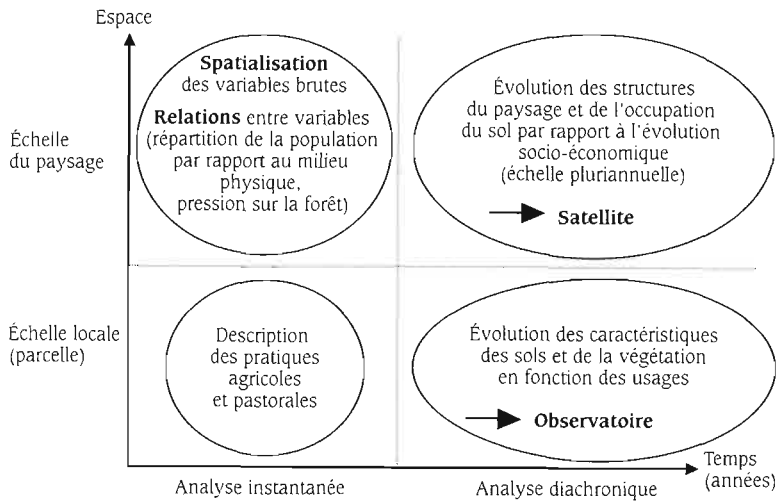 Espace
Spatialisation
des variables brutes
Relations entre variables
(répartition de la population
par rapport au milieu
physique,
pression sur la forêt)
Évolution des structures
du paysage et de l'occupation
du sol par rapport à l'évolution
socio-économique
(échelle pluriannuelle)
Satellite
Échelle
du paysage
Échelle locale
(parcelle)
Description
des pratiques
agricoles
et pastorales
Évolution des caractéristiques
des sols et de la végétation
en fonction des usages
Observatoire
Temps
(années)
Analyse instantanée
Analyse diachronique